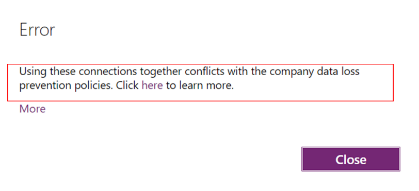 Error
Using these connections together conflicts with the company data loss
prevention policies. Click here to learn more.
More
Close